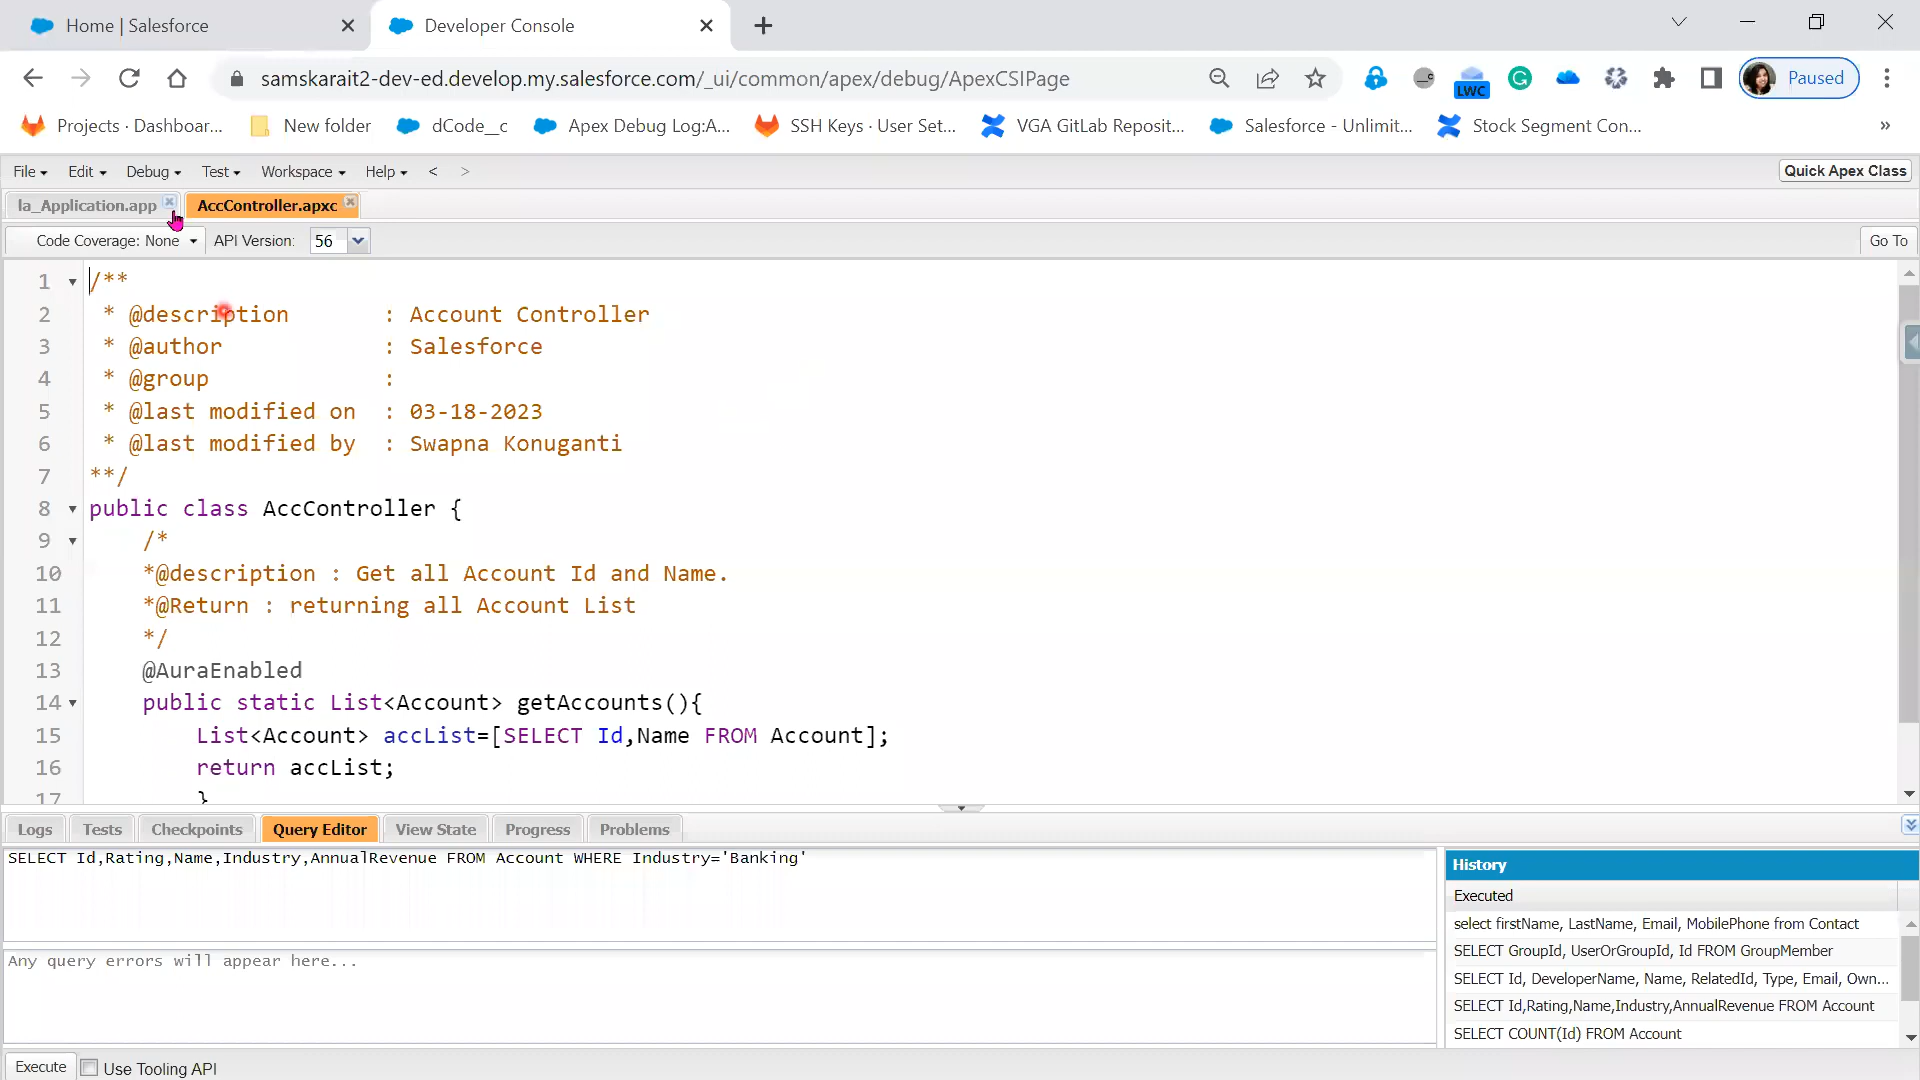 Home | Salesforce
Developer Console
samskarait2-dev-ed.develop.my.salesforce.com/_ui/common/apex/debug/ApexCSIPage
LWC
Paused
Projects · Dashboar...
New folder
dCode__c
Apex Debug Log:A...
SSH Keys · User Set...
VGA GitLab Reposit...
Salesforce - Unlimit...
Stock Segment Con...
»
File Edit Debug Test Workspace Help < >
Quick Apex Class
la_Application.app
AccController.apxc
Code Coverage: None
API Version:
56
Go To
1 /**
2 * @description : Account Controller
3 * @author : Salesforce
4 * @group :
5 * @last modified on : 03-18-2023
6 * @last modified by : Swapna Konuganti
7 **/
8 public class AccController {
9 /*
10 *@description : Get all Account Id and Name.
11 *@Return : returning all Account List
12 */
13 @AuraEnabled
14 public static List<Account> getAccounts(){
15 List<Account> accList=[SELECT Id,Name FROM Account];
16 return accList;
17 }
Logs
Tests
Checkpoints
Query Editor
View State
Progress
Problems
SELECT Id,Rating,Name,Industry,AnnualRevenue FROM Account WHERE Industry='Banking'
Any query errors will appear here...
History
Executed
select firstName, LastName, Email, MobilePhone from Contact
SELECT GroupId, UserOrGroupId, Id FROM GroupMember
SELECT Id, DeveloperName, Name, RelatedId, Type, Email, Own...
SELECT Id,Rating,Name,Industry,AnnualRevenue FROM Account
SELECT COUNT(Id) FROM Account
Execute
Use Tooling API